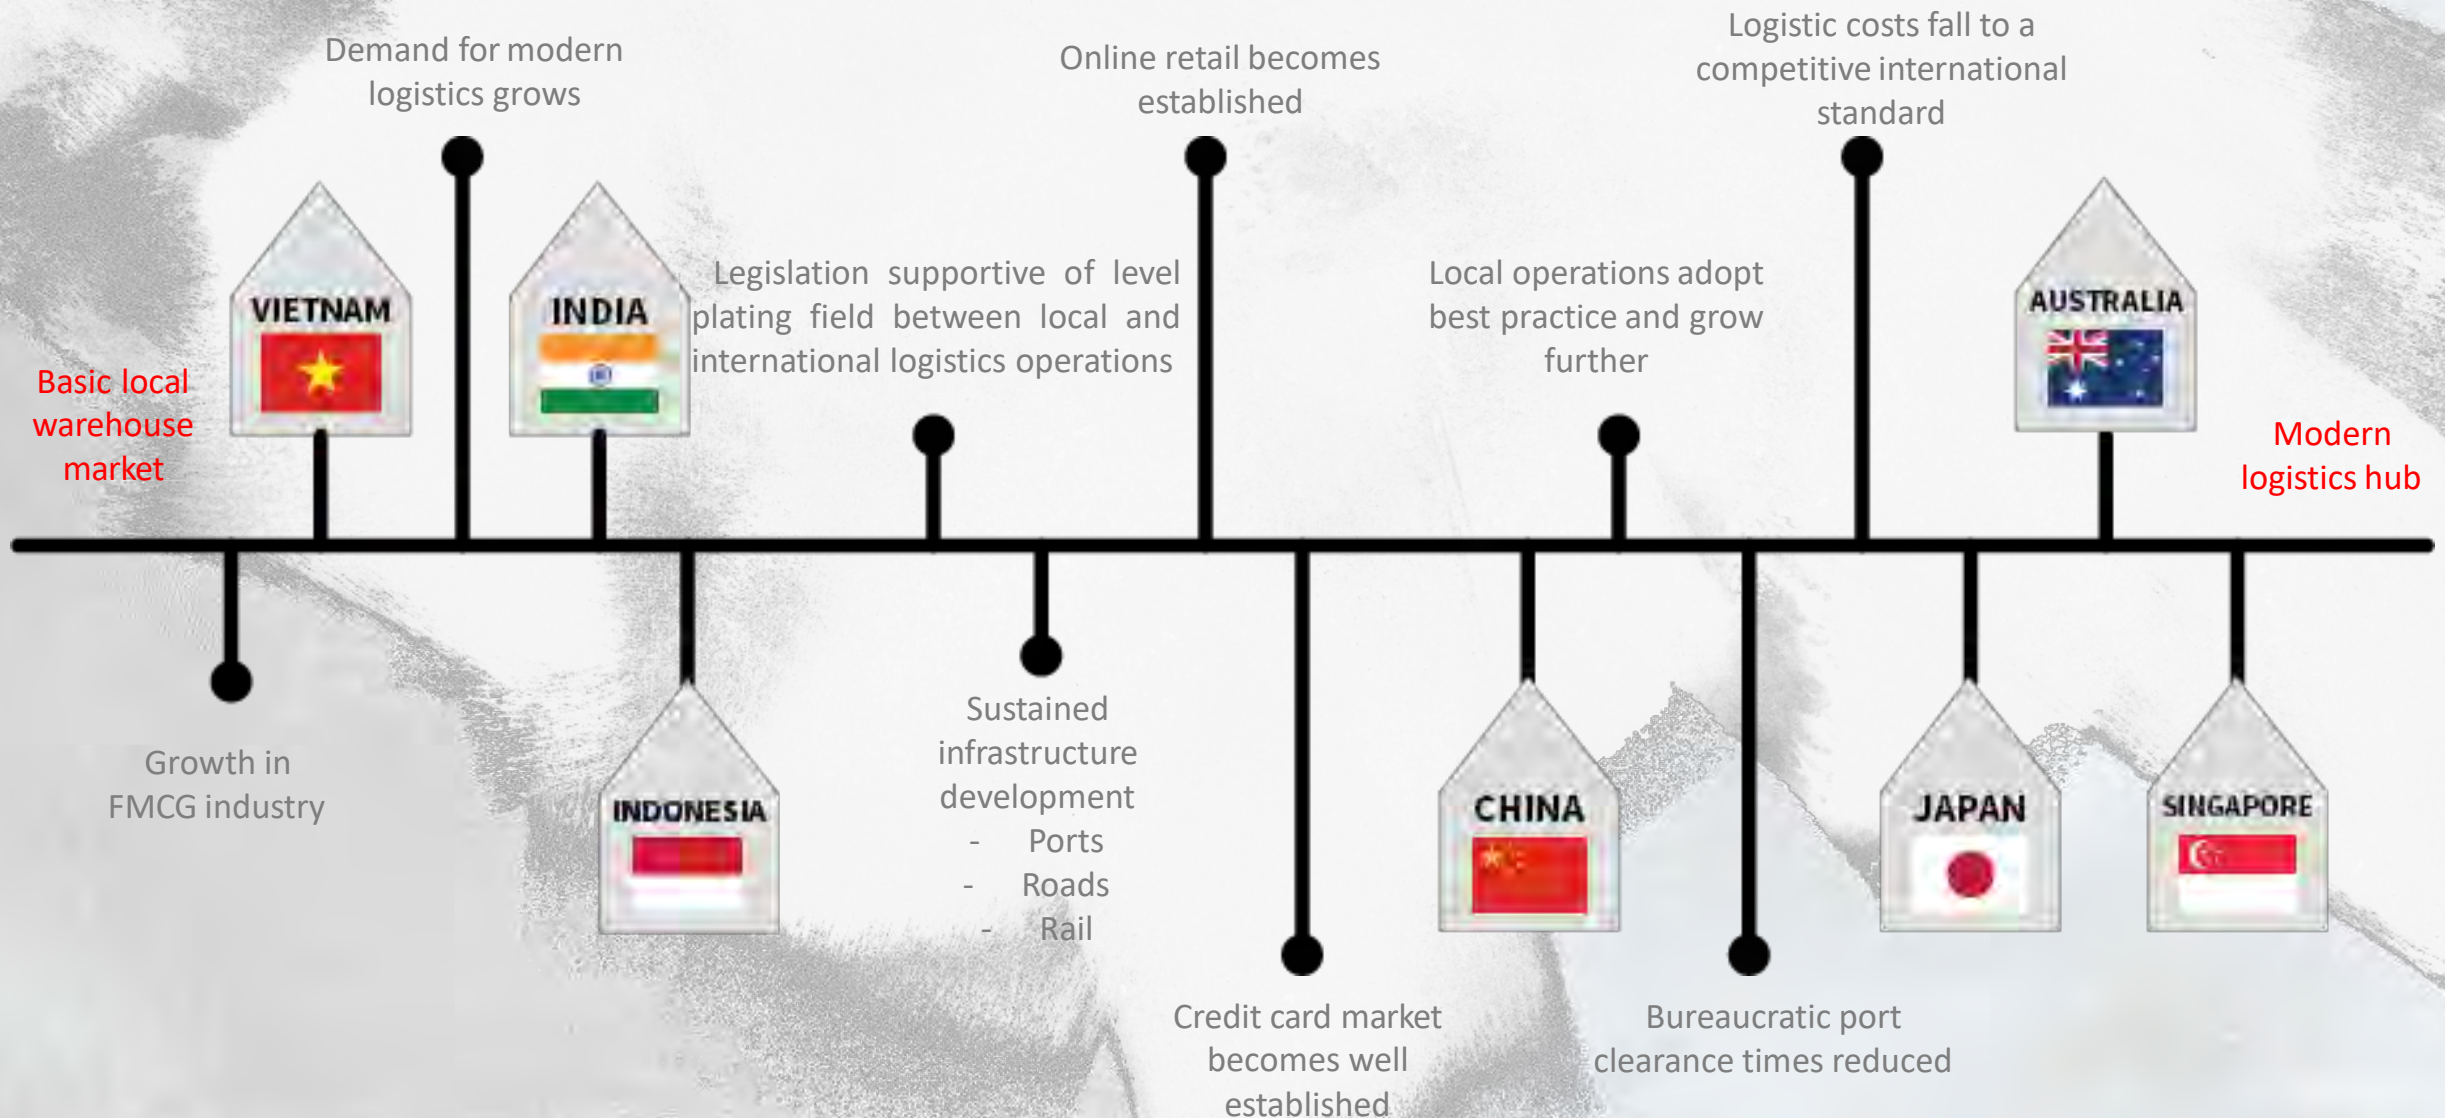 Demand for modern
logistics grows
Online retail becomes
established
Logistic costs fall to a
competitive international
standard
VIETNAM
INDIA
Legislation supportive of level
plating field between local and
international logistics operations
Local operations adopt
best practice and grow
further
AUSTRALIA
Basic local
warehouse
market
Modern
logistics hub
Growth in
FMCG industry
INDONESIA
Sustained
infrastructure
development
- Ports
- Roads
- Rail
CHINA
JAPAN
SINGAPORE
Credit card market
becomes well
established
Bureaucratic port
clearance times reduced